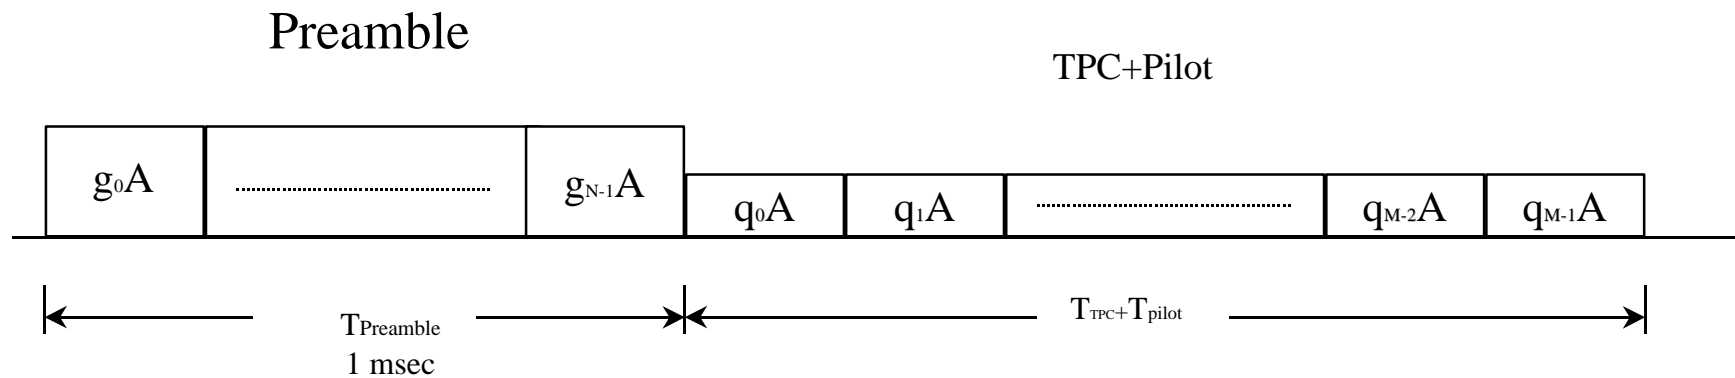 Preamble
TPC+Pilot
g0A ........................ gN-1A
q0A q1A ........................ qM-2A qM-1A
TPreamble
1 msec
TTPC+Tpilot